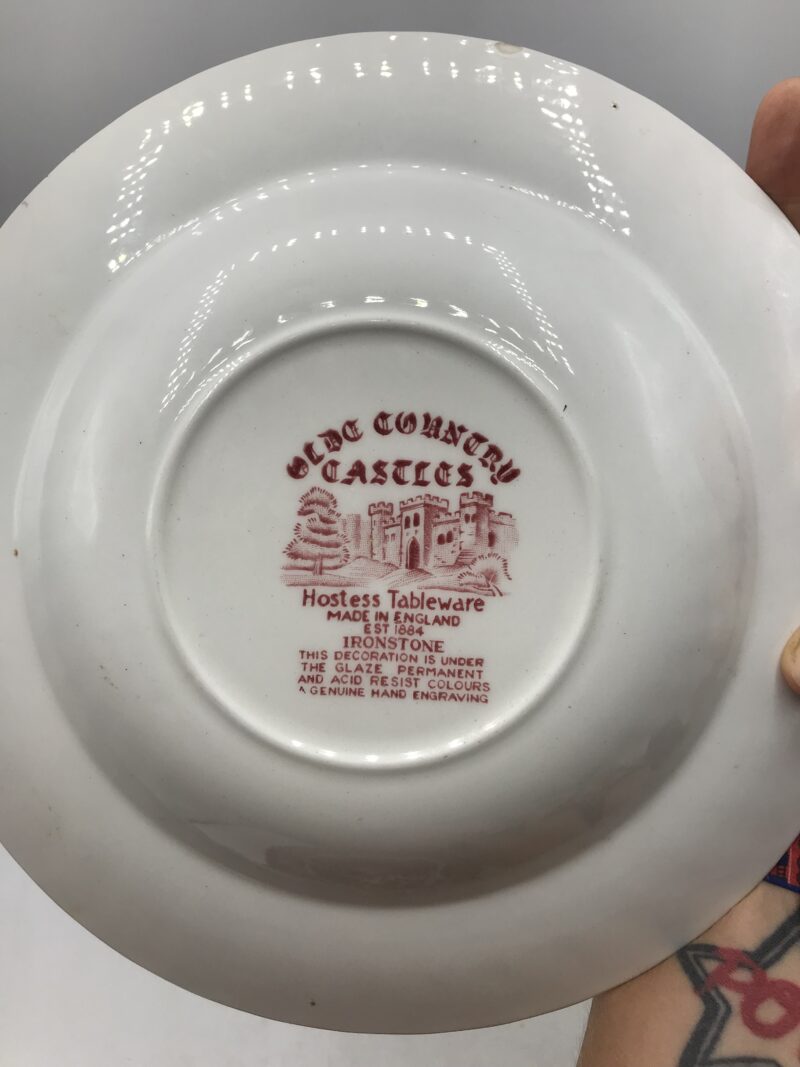 OLDE COUNTRY
CASTLES
Hostess Tableware
MADE IN ENGLAND
EST 1884
IRONSTONE
THIS DECORATION IS UNDER
THE GLAZE PERMANENT
AND ACID RESIST COLOURS
A GENUINE HAND ENGRAVING